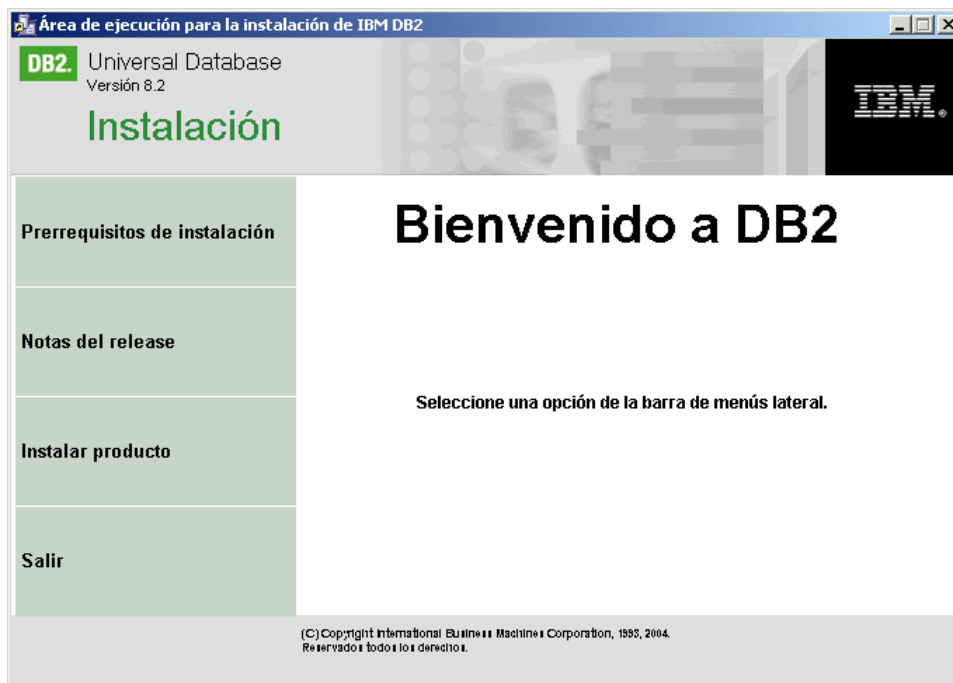 Área de ejecución para la instalación de IBM DB2
DB2. Universal Database
Versión 8.2
Instalación
IBM.
Prerrequisitos de instalación
Notas del release
Instalar producto
Salir
Bienvenido a DB2
Seleccione una opción de la barra de menús lateral.
(C) Copyright International Business Machines Corporation, 1993, 2004.
Reservados todos los derechos.